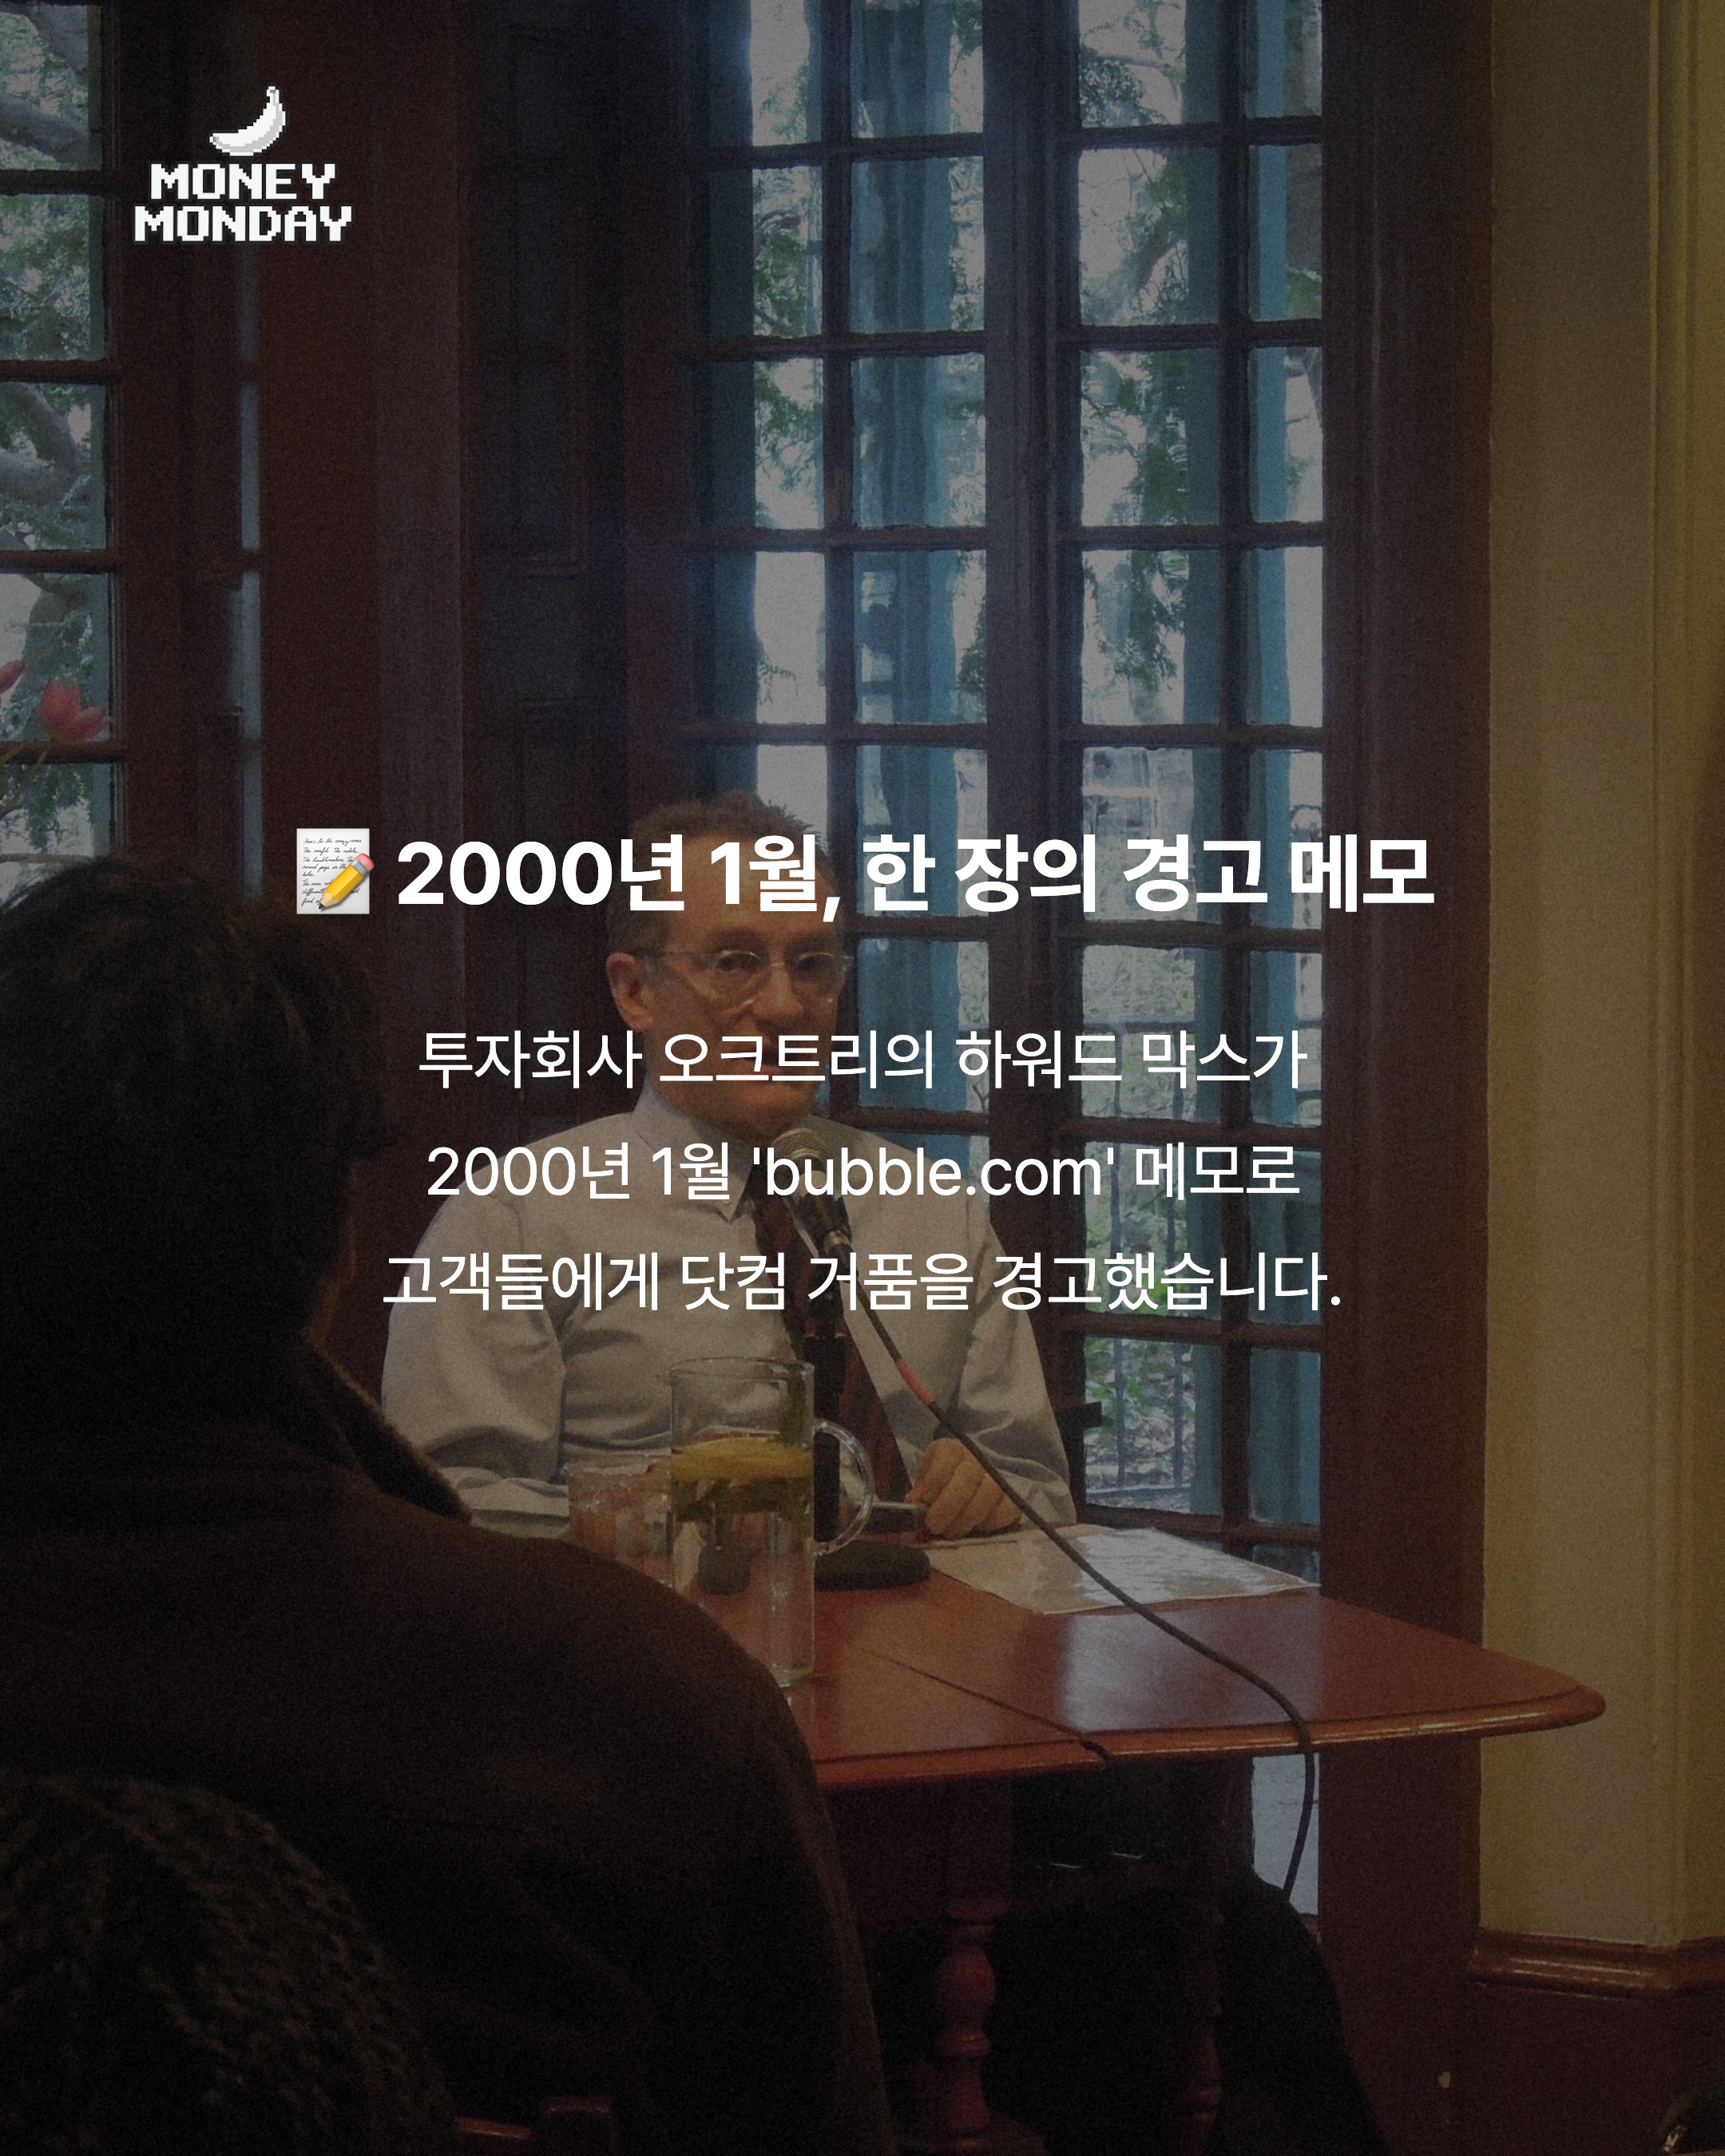 MONEY
MONDAY
📝 2000년 1월, 한 장의 경고 메모
투자회사 오크트리의 하워드 막스가
2000년 1월 'bubble.com' 메모로
고객들에게 닷컴 거품을 경고했습니다.